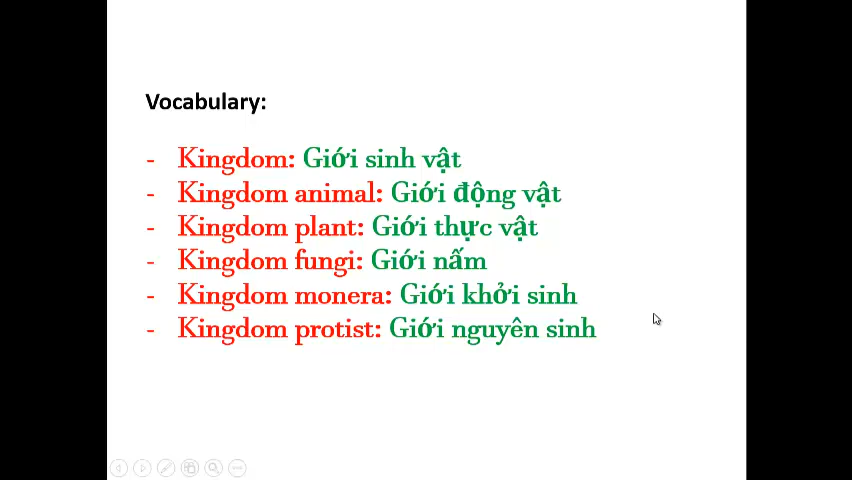 Vocabulary:
- Kingdom: Giới sinh vật
- Kingdom animal: Giới động vật
- Kingdom plant: Giới thực vật
- Kingdom fungi: Giới nấm
- Kingdom monera: Giới khởi sinh
- Kingdom protist: Giới nguyên sinh